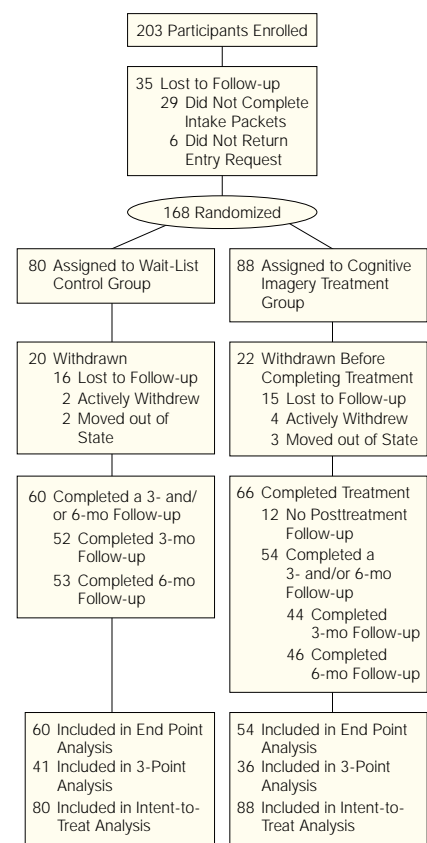 203 Participants Enrolled
35 Lost to Follow-up
29 Did Not Complete
Intake Packets
6 Did Not Return
Entry Request
168 Randomized
80 Assigned to Wait-List
Control Group
88 Assigned to Cognitive
Imagery Treatment
Group
20 Withdrawn
16 Lost to Follow-up
2 Actively Withdrew
2 Moved out of
State
22 Withdrawn Before
Completing Treatment
15 Lost to Follow-up
4 Actively Withdrew
3 Moved out of State
60 Completed a 3- and/
or 6-mo Follow-up
52 Completed 3-mo
Follow-up
53 Completed 6-mo
Follow-up
66 Completed Treatment
12 No Posttreatment
Follow-up
54 Completed a
3- and/or 6-mo
Follow-up
44 Completed
3-mo Follow-up
46 Completed
6-mo Follow-up
60 Included in End Point
Analysis
41 Included in 3-Point
Analysis
80 Included in Intent-to-
Treat Analysis
54 Included in End Point
Analysis
36 Included in 3-Point
Analysis
88 Included in Intent-to-
Treat Analysis